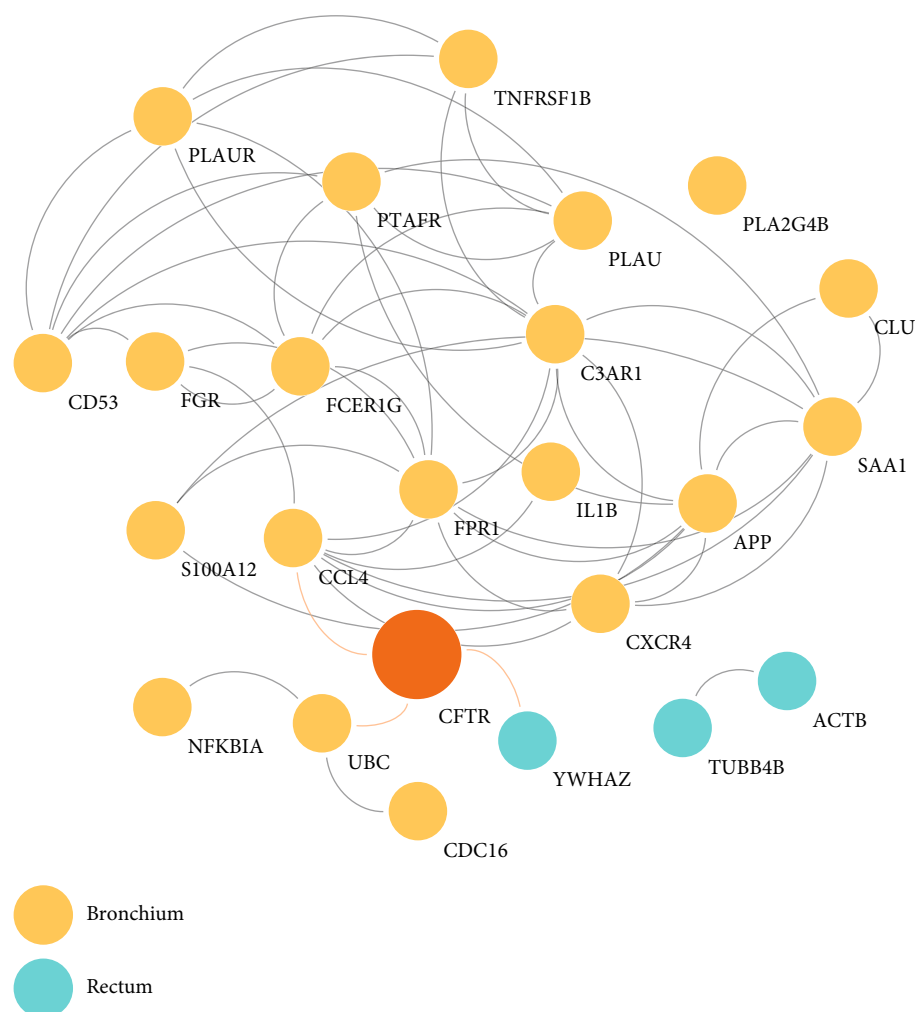 TNFRSF1B
PLAUR
PTAFR
PLA2G4B
PLAU
CLU
C3AR1
CD53
FGR
FCER1G
SAA1
IL1B
FPR1
APP
S100A12
CCL4
CXCR4
CFTR
ACTB
NFKBIA
UBC
YWHAZ
TUBB4B
CDC16
Bronchium
Rectum